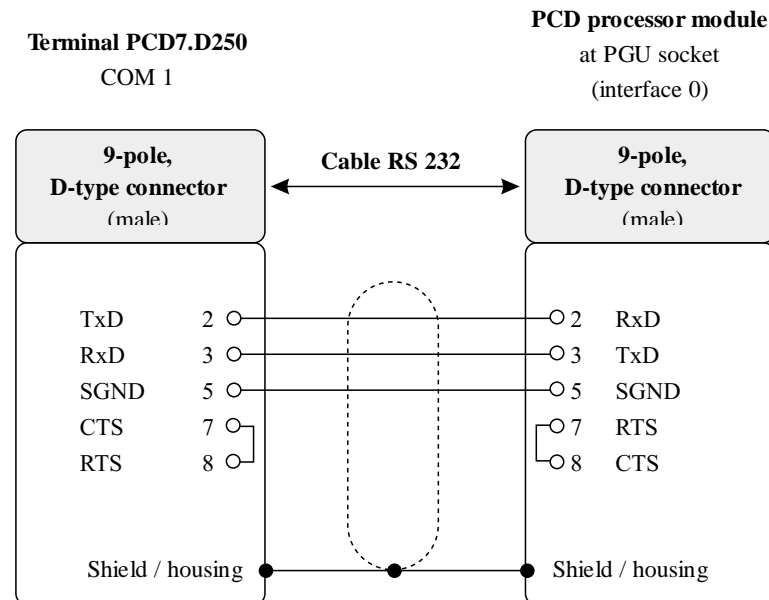 Terminal PCD7.D250
COM 1
PCD processor module
at PGU socket
(interface 0)
9-pole,
D-type connector
(male)
Cable RS 232
9-pole,
D-type connector
(male)
TxD 2
RxD 3
SGND 5
CTS 7
RTS 8
2 RxD
3 TxD
5 SGND
7 RTS
8 CTS
Shield / housing
Shield / housing